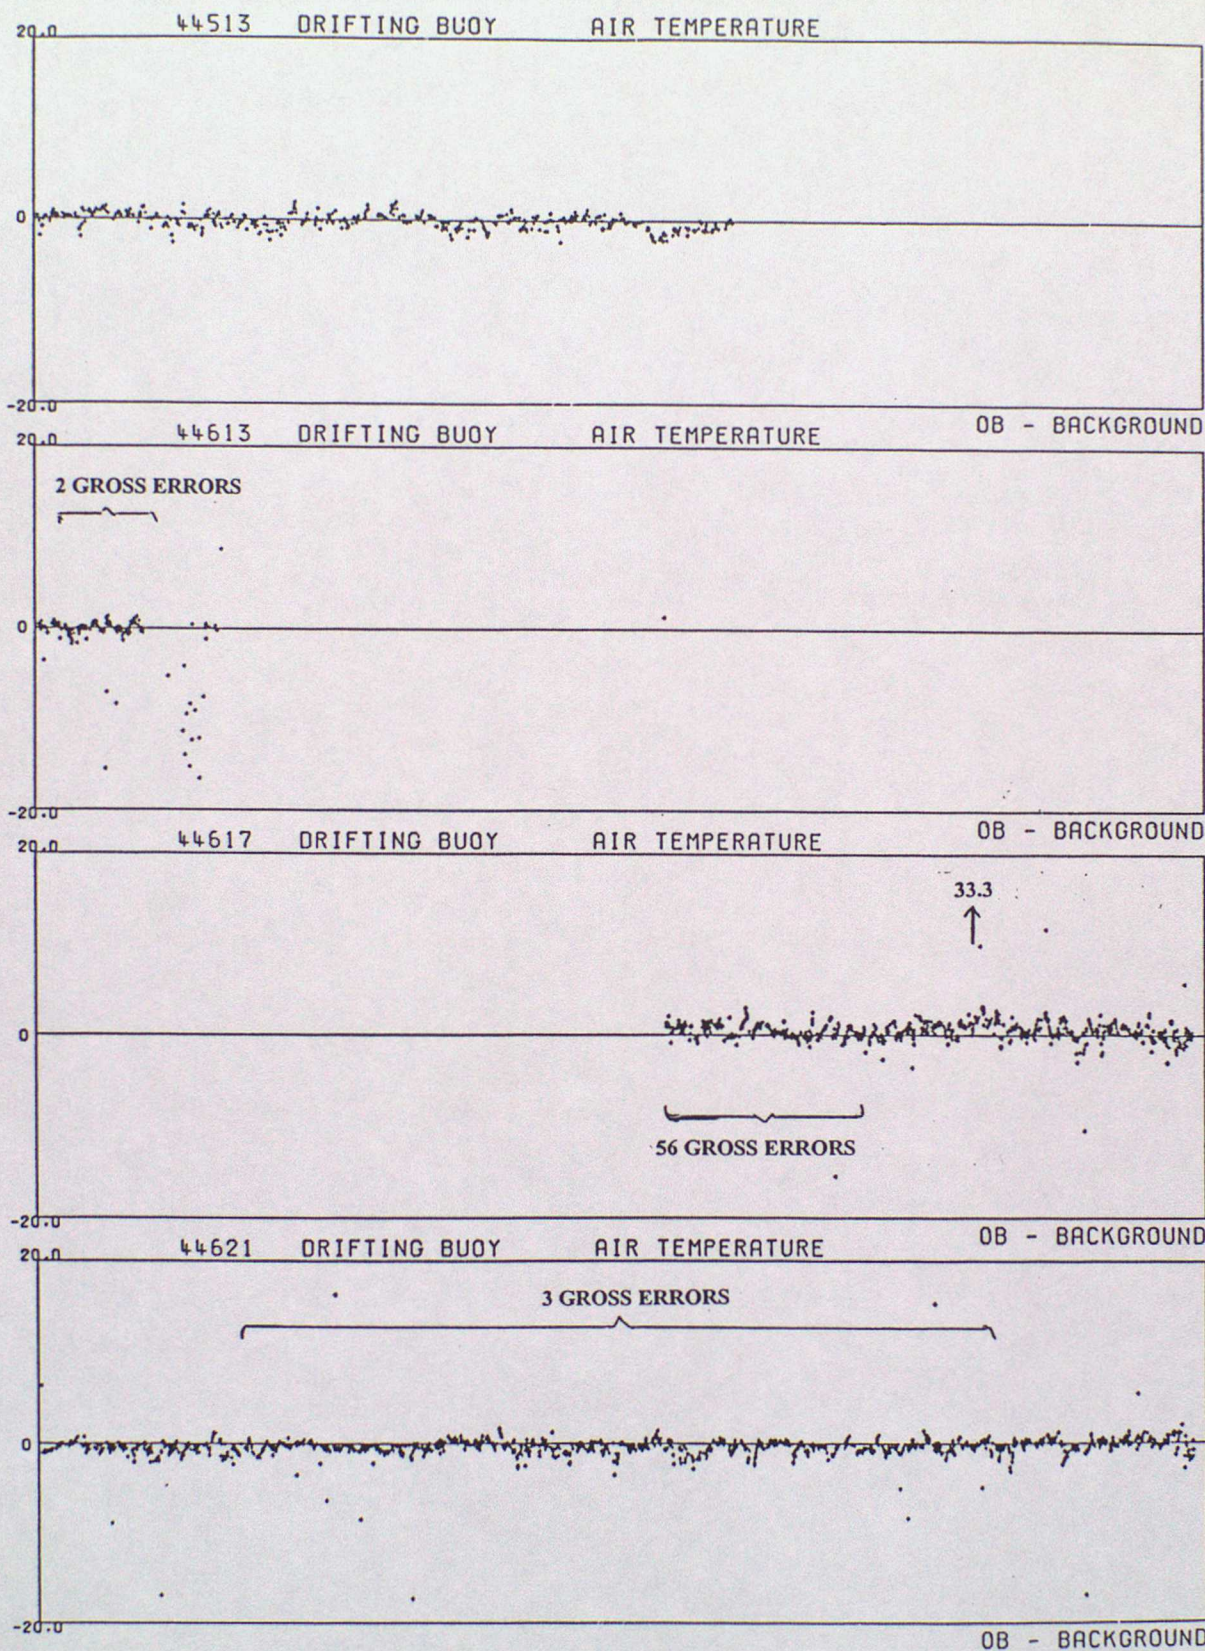 20.0 44513 DRIFTING BUOY AIR TEMPERATURE
0
-20.0
OB - BACKGROUND
20.0 44613 DRIFTING BUOY AIR TEMPERATURE
2 GROSS ERRORS
0
-20.0
OB - BACKGROUND
20.0 44617 DRIFTING BUOY AIR TEMPERATURE
33.3
0
56 GROSS ERRORS
-20.0
OB - BACKGROUND
20.0 44621 DRIFTING BUOY AIR TEMPERATURE
3 GROSS ERRORS
0
-20.0
OB - BACKGROUND